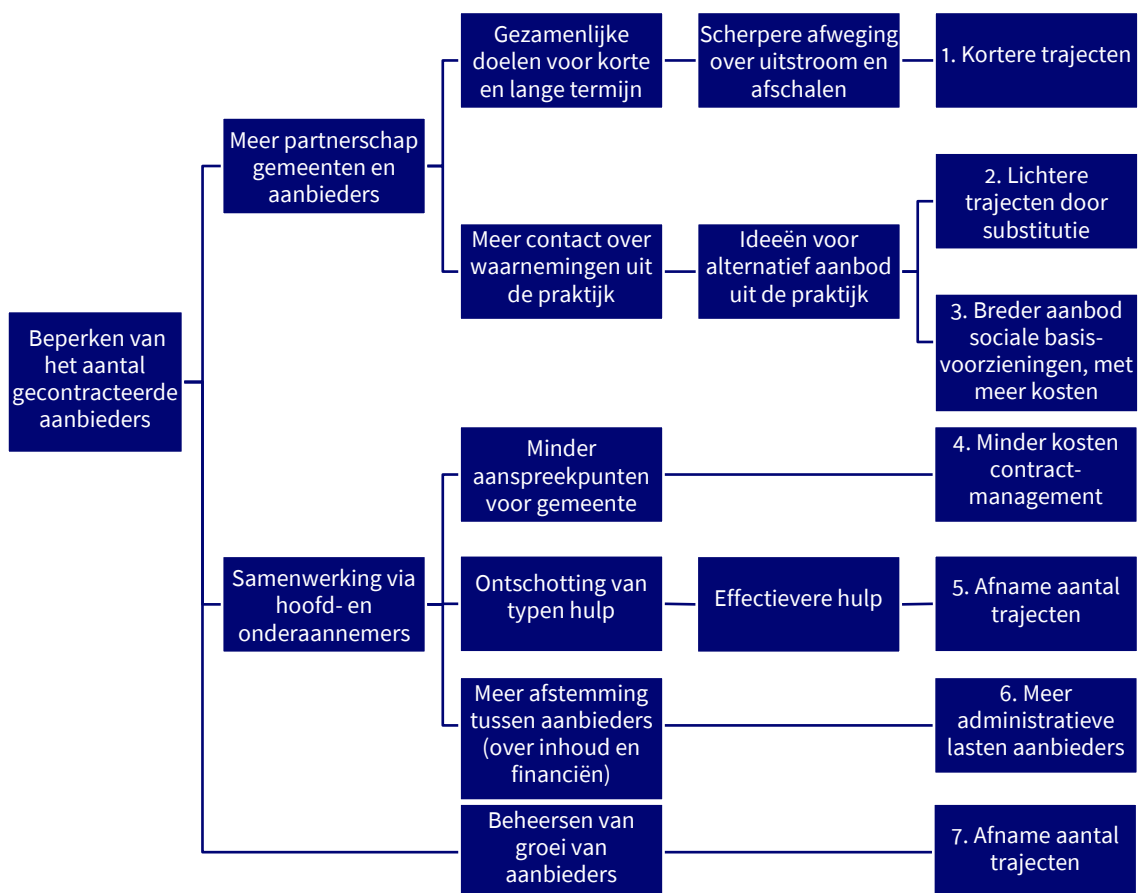 Beperken van
het aantal
gecontracteerde
aanbieders
Meer partnerschap
gemeenten en
aanbieders
Gezamenlijke
doelen voor korte
en lange termijn
Scherpere afweging
over uitstroom en
afschalen
1. Kortere trajecten
Meer contact over
waarnemingen uit
de praktijk
Ideeën voor
alternatief aanbod
uit de praktijk
2. Lichtere
trajecten door
substitutie
3. Breder aanbod
sociale basis-
voorzieningen, met
meer kosten
Samenwerking via
hoofd- en
onderaannemers
Minder
aanspreekpunten
voor gemeente
4. Minder kosten
contract-
management
Ontschotting van
typen hulp
Effectievere hulp
5. Afname aantal
trajecten
Meer afstemming
tussen aanbieders
(over inhoud en
financiën)
6. Meer
administratieve
lasten aanbieders
Beheersen van
groei van
aanbieders
7. Afname aantal
trajecten